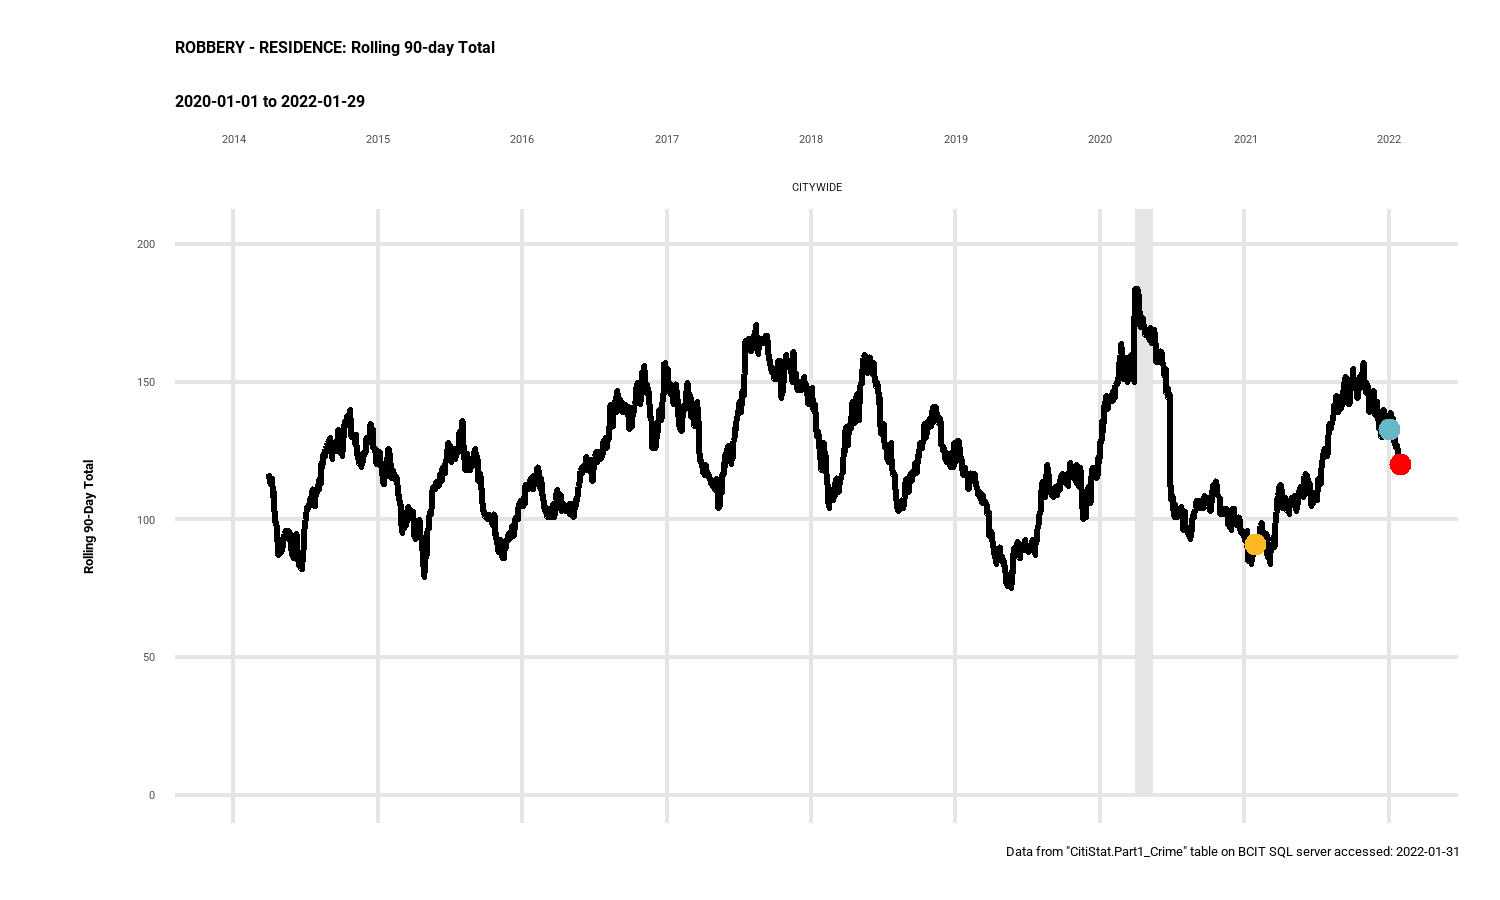 ROBBERY - RESIDENCE: Rolling 90-day Total
2020-01-01 to 2022-01-29
2014 2015 2016 2017 2018 2019 2020 2021 2022
CITYWIDE
200
150
100
50
0
Rolling 90-Day Total
Data from "CitiStat.Part1_Crime" table on BCIT SQL server accessed: 2022-01-31